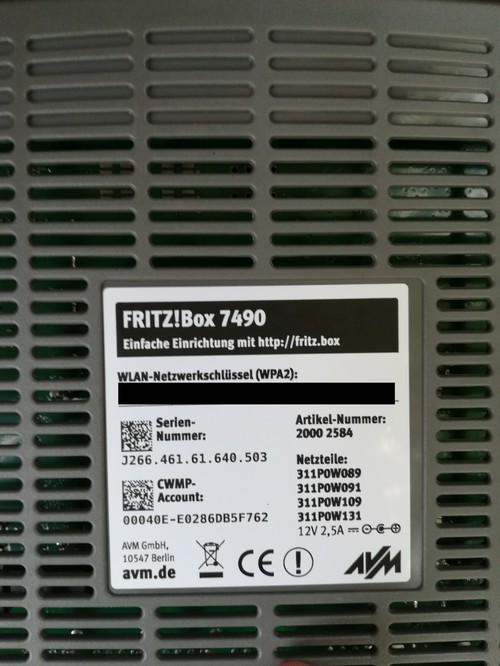 FRITZ!Box 7490
Einfache Einrichtung mit http://fritz.box
WLAN-Netzwerkschlüssel (WPA2):
Serien-
Nummer:
J266.461.61.640.503
CWMP-
Account:
00040E-E0286DB5F762
Artikel-Nummer:
2000 2584
Netzteile:
311P0W089
311P0W091
311P0W109
311P0W131
12V 2,5A
AVM GmbH,
10547 Berlin
avm.de
CE
AVM